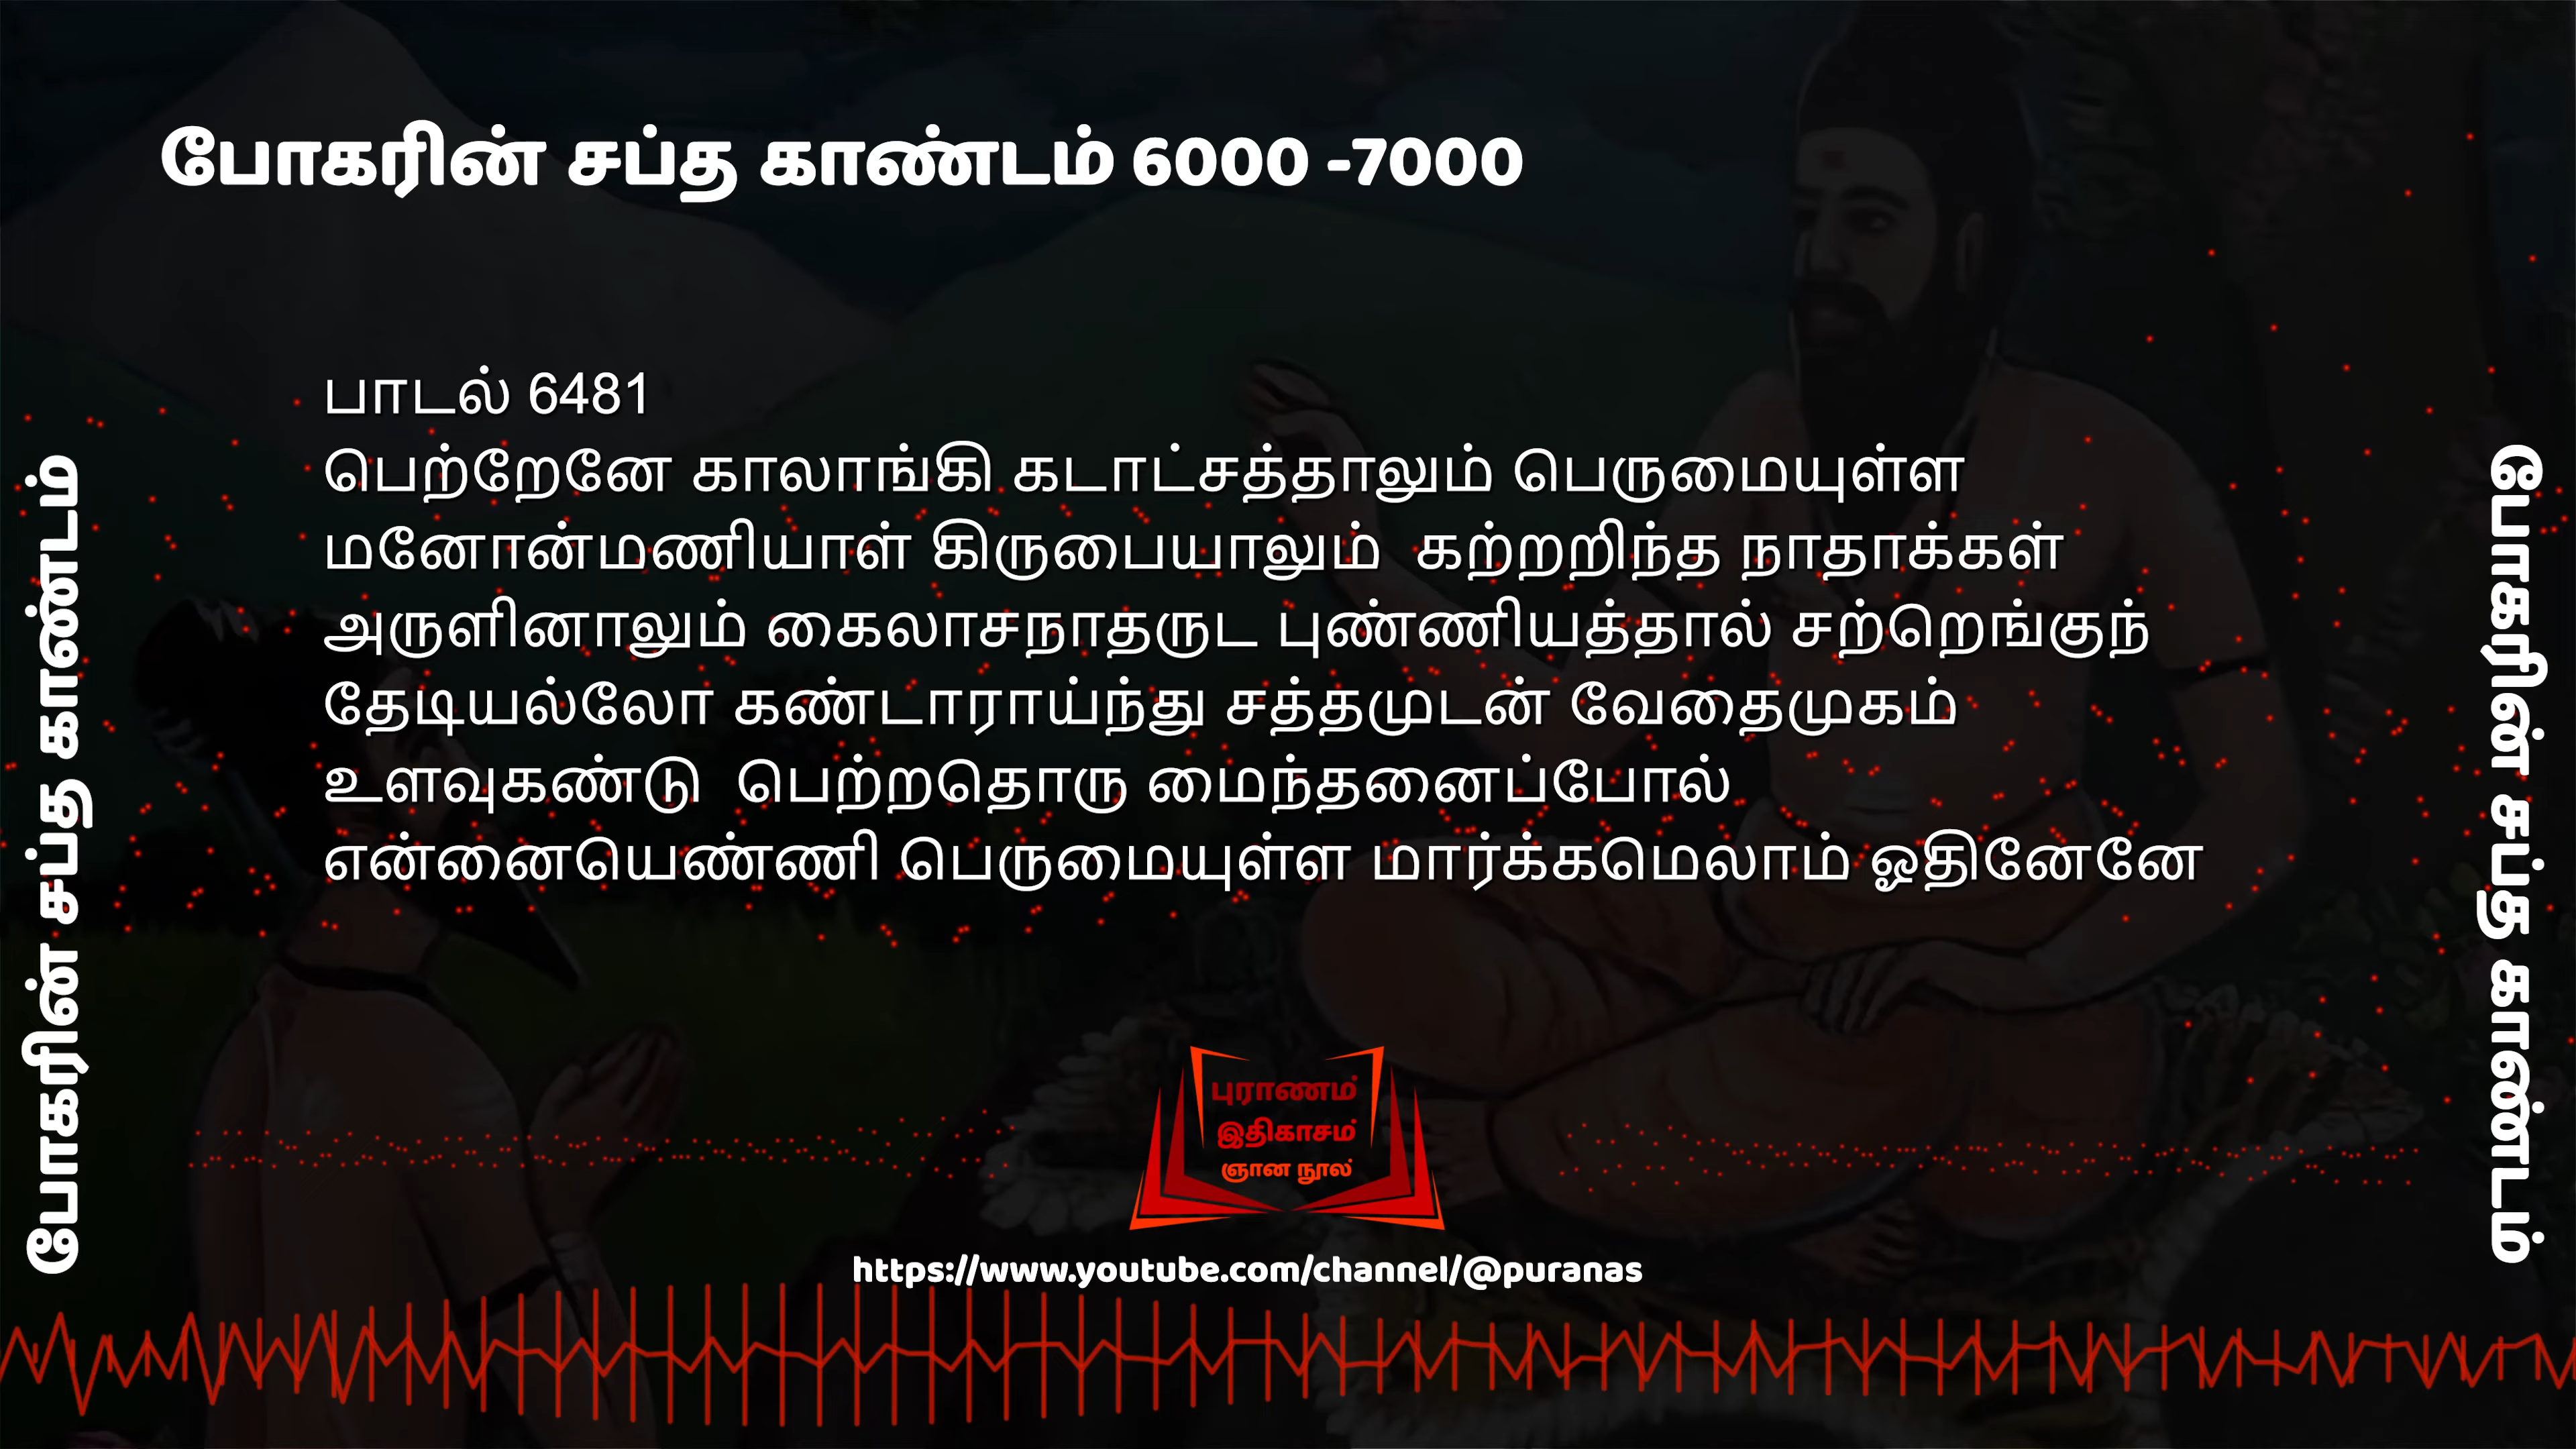 போகரின் சப்த காண்டம் 6000 -7000
பாடல் 6481
பெற்றேனே காலாங்கி கடாட்சத்தாலும் பெருமையுள்ள
மனோன்மணியாள் கிருபையாலும் கற்றறிந்த நாதாக்கள்
அருளினாலும் கைலாசநாதருட புண்ணியத்தால் சற்றெங்குந்
தேடியல்லோ கண்டாராய்ந்து சத்தமுடன் வேதைமுகம்
உளவுகண்டு பெற்றதொரு மைந்தனைப்போல்
என்னையெண்ணி பெருமையுள்ள மார்க்கமெலாம் ஓதினேனே
போகரின் சப்த காண்டம்
போகரின் சப்த காண்டம்
புராணம்
இதிகாசம்
ஞான நூல்
https://www.youtube.com/channel/@puranas